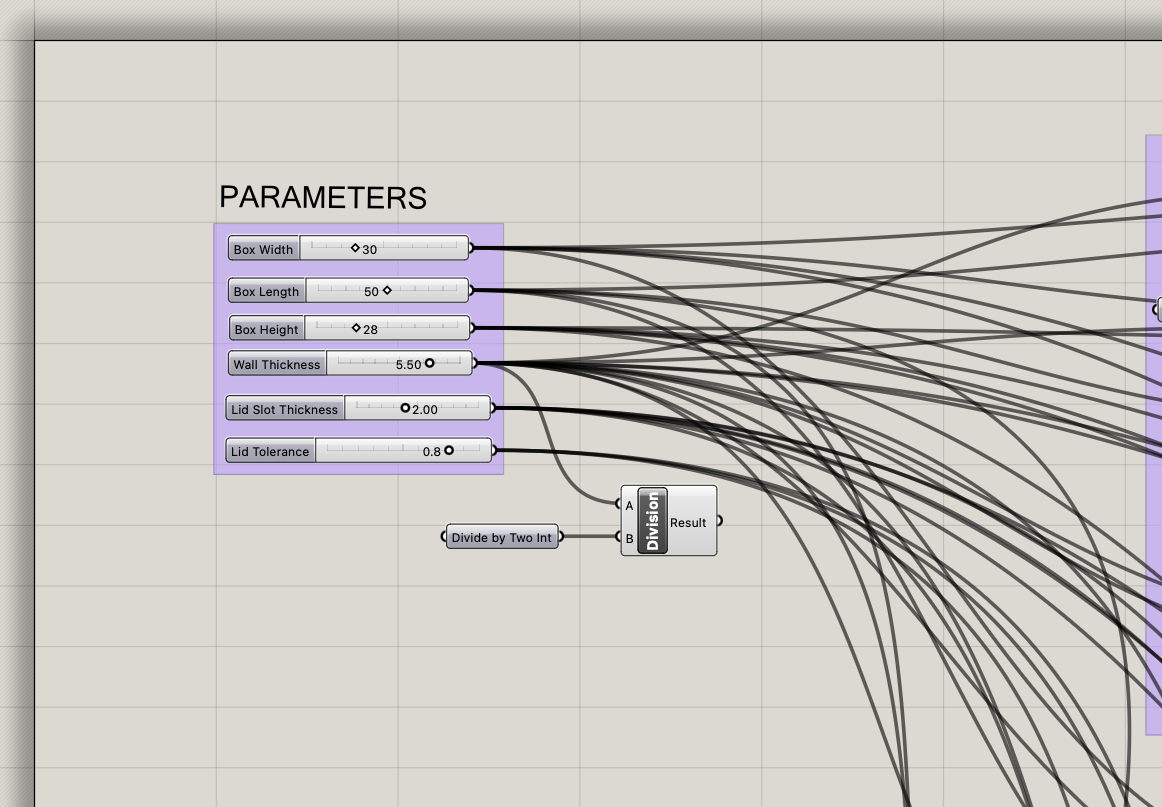 PARAMETERS
Box Width 30
Box Length 50
Box Height 28
Wall Thickness 5.50
Lid Slot Thickness 2.00
Lid Tolerance 0.8
Divide by Two Int
A
B
Division
Result